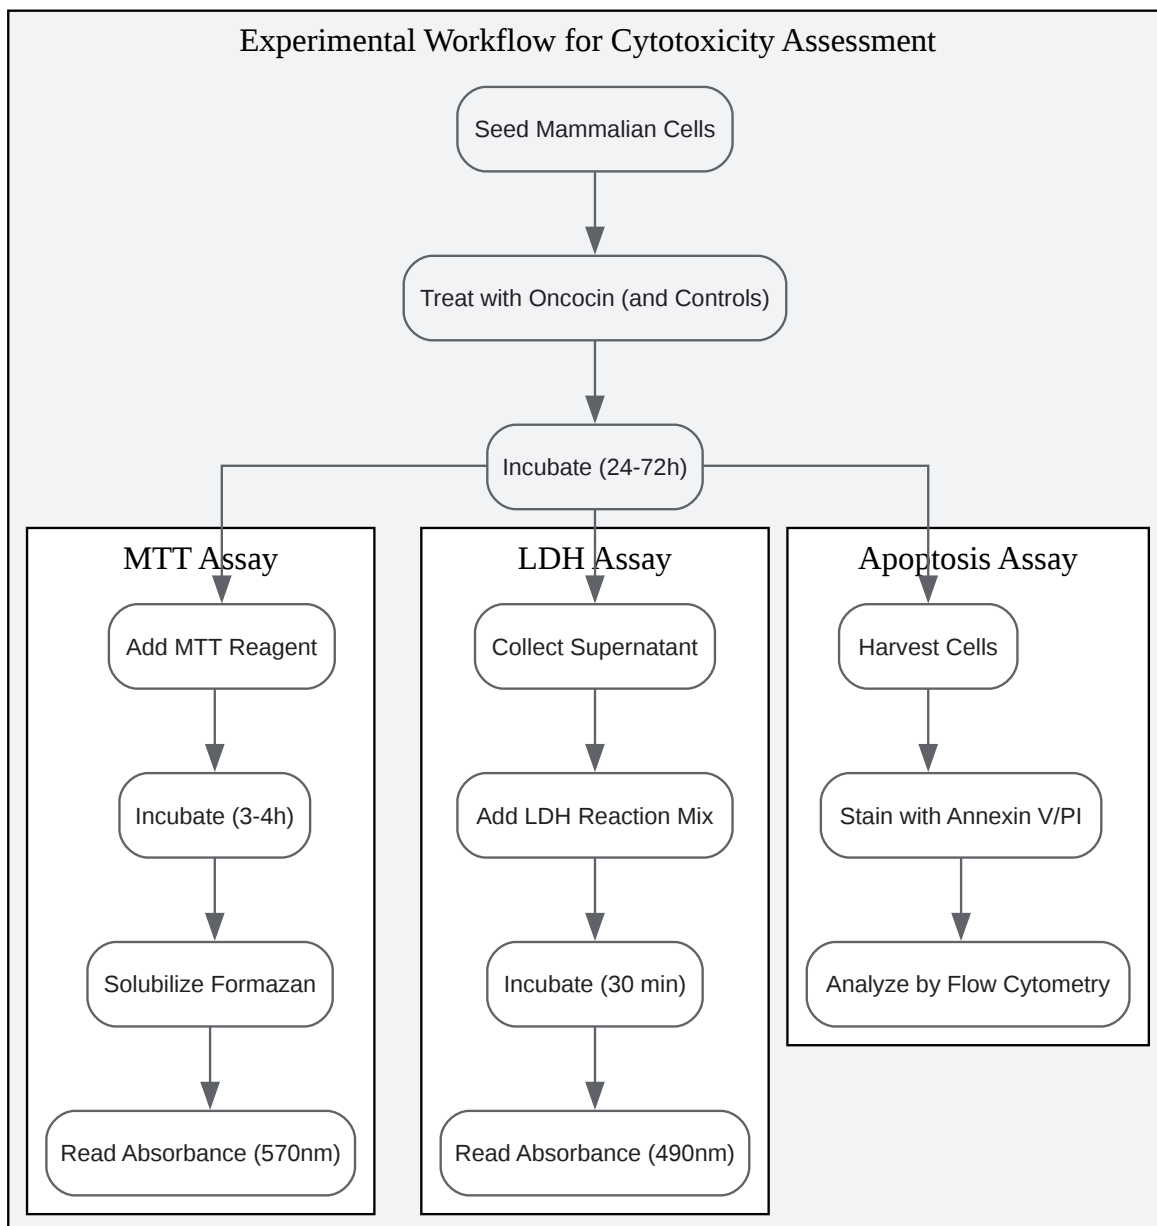 Experimental Workflow for Cytotoxicity Assessment
Seed Mammalian Cells
Treat with Oncocin (and Controls)
Incubate (24-72h)
MTT Assay
Add MTT Reagent
Incubate (3-4h)
Solubilize Formazan
Read Absorbance (570nm)
LDH Assay
Collect Supernatant
Add LDH Reaction Mix
Incubate (30 min)
Read Absorbance (490nm)
Apoptosis Assay
Harvest Cells
Stain with Annexin V/PI
Analyze by Flow Cytometry